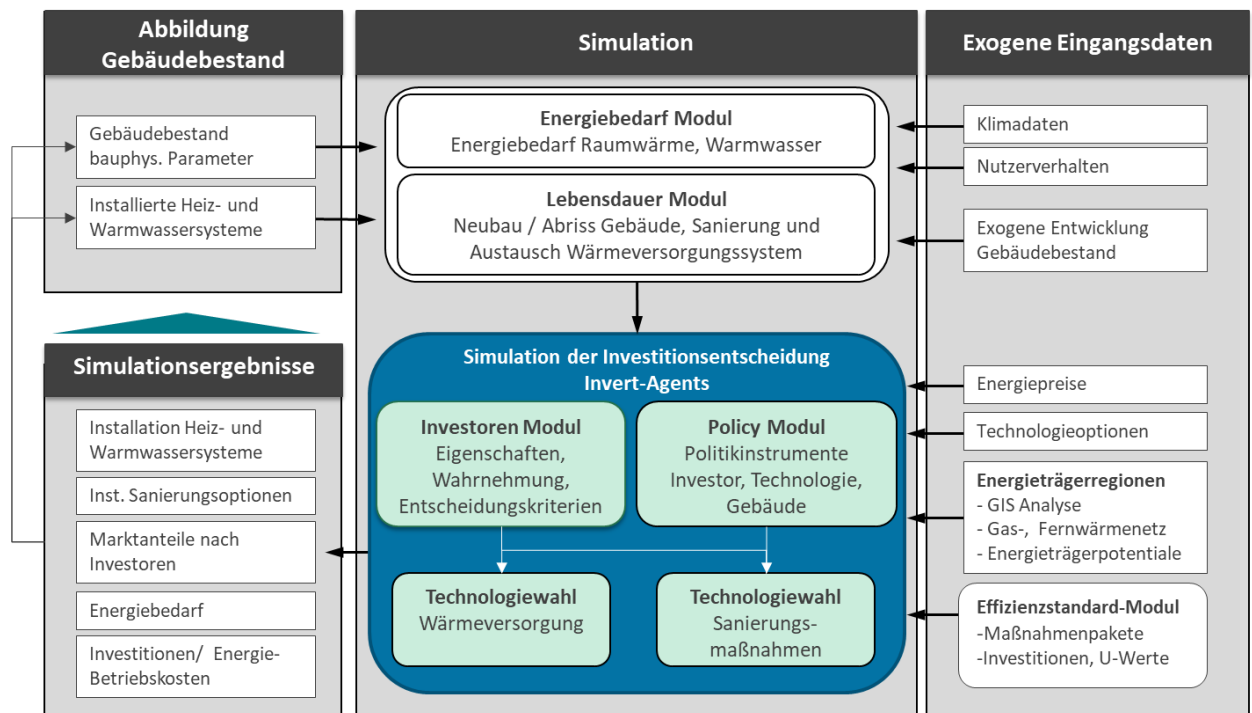 Abbildung
Gebäudebestand
Gebäudebestand
bauphys. Parameter
Installierte Heiz- und
Warmwassersysteme
Simulationsergebnisse
Installation Heiz- und
Warmwassersysteme
Inst. Sanierungsoptionen
Marktanteile nach
Investoren
Energiebedarf
Investitionen/ Energie-
Betriebskosten
Simulation
Energiebedarf Modul
Energiebedarf Raumwärme, Warmwasser
Lebensdauer Modul
Neubau / Abriss Gebäude, Sanierung und
Austausch Wärmeversorgungssystem
Simulation der Investitionsentscheidung
Invert-Agents
Investoren Modul
Eigenschaften,
Wahrnehmung,
Entscheidungskriterien
Policy Modul
Politikinstrumente
Investor, Technologie,
Gebäude
Technologiewahl
Wärmeversorgung
Technologiewahl
Sanierungs-
maßnahmen
Exogene Eingangsdaten
Klimadaten
Nutzerverhalten
Exogene Entwicklung
Gebäudebestand
Energiepreise
Technologieoptionen
Energieträgerregionen
- GIS Analyse
- Gas-, Fernwärmenetz
- Energieträgerpotentiale
Effizienzstandard-Modul
-Maßnahmenpakete
-Investitionen, U-Werte